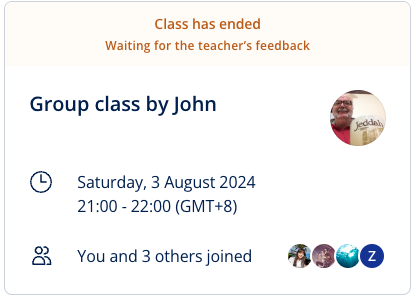 Class has ended
Waiting for the teacher's feedback
Group class by John
Jeddah
Saturday, 3 August 2024
21:00 - 22:00 (GMT+8)
You and 3 others joined
Z